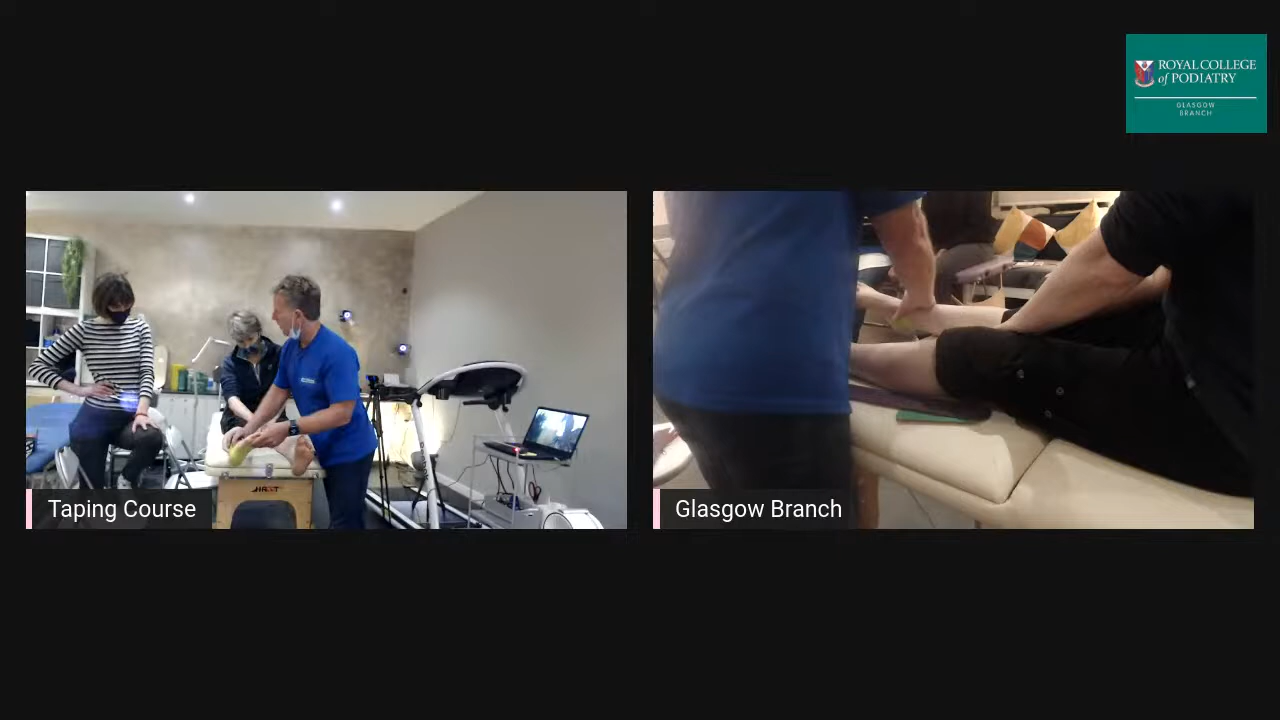 ROYAL COLLEGE
of PODIATRY
GLASGOW
BRANCH
Taping Course
Glasgow Branch